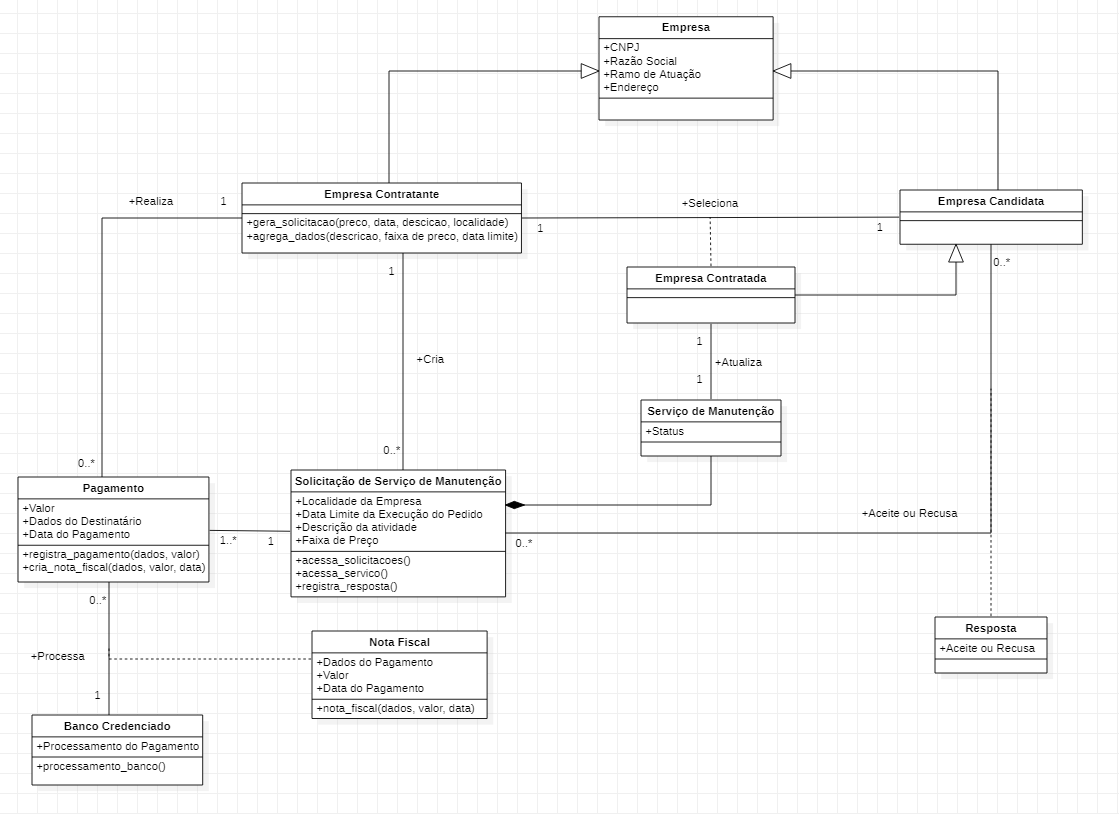 Empresa
+CNPJ
+Razão Social
+Ramo de Atuação
+Endereço
+Realiza
1
Empresa Contratante
+gera_solicitacao(preco, data, descicao, localidade)
+agrega_dados(descricao, faixa de preco, data limite)
+Seleciona
1
1
Empresa Candidata
0..*
1
Empresa Contratada
1
+Atualiza
1
+Cria
Serviço de Manutenção
+Status
0..*
0..*
Pagamento
+Valor
+Dados do Destinatário
+Data do Pagamento
+registra_pagamento(dados, valor)
+cria_nota_fiscal(dados, valor, data)
1..*
1
Solicitação de Serviço de Manutenção
+Localidade da Empresa
+Data Limite da Execução do Pedido
+Descrição da atividade
+Faixa de Preço
+acessa_solicitacoes()
+acessa_servico()
+registra_resposta()
0..*
+Aceite ou Recusa
0..*
+Processa
1
Nota Fiscal
+Dados do Pagamento
+Valor
+Data do Pagamento
+nota_fiscal(dados, valor, data)
Resposta
+Aceite ou Recusa
Banco Credenciado
+Processamento do Pagamento
+processamento_banco()